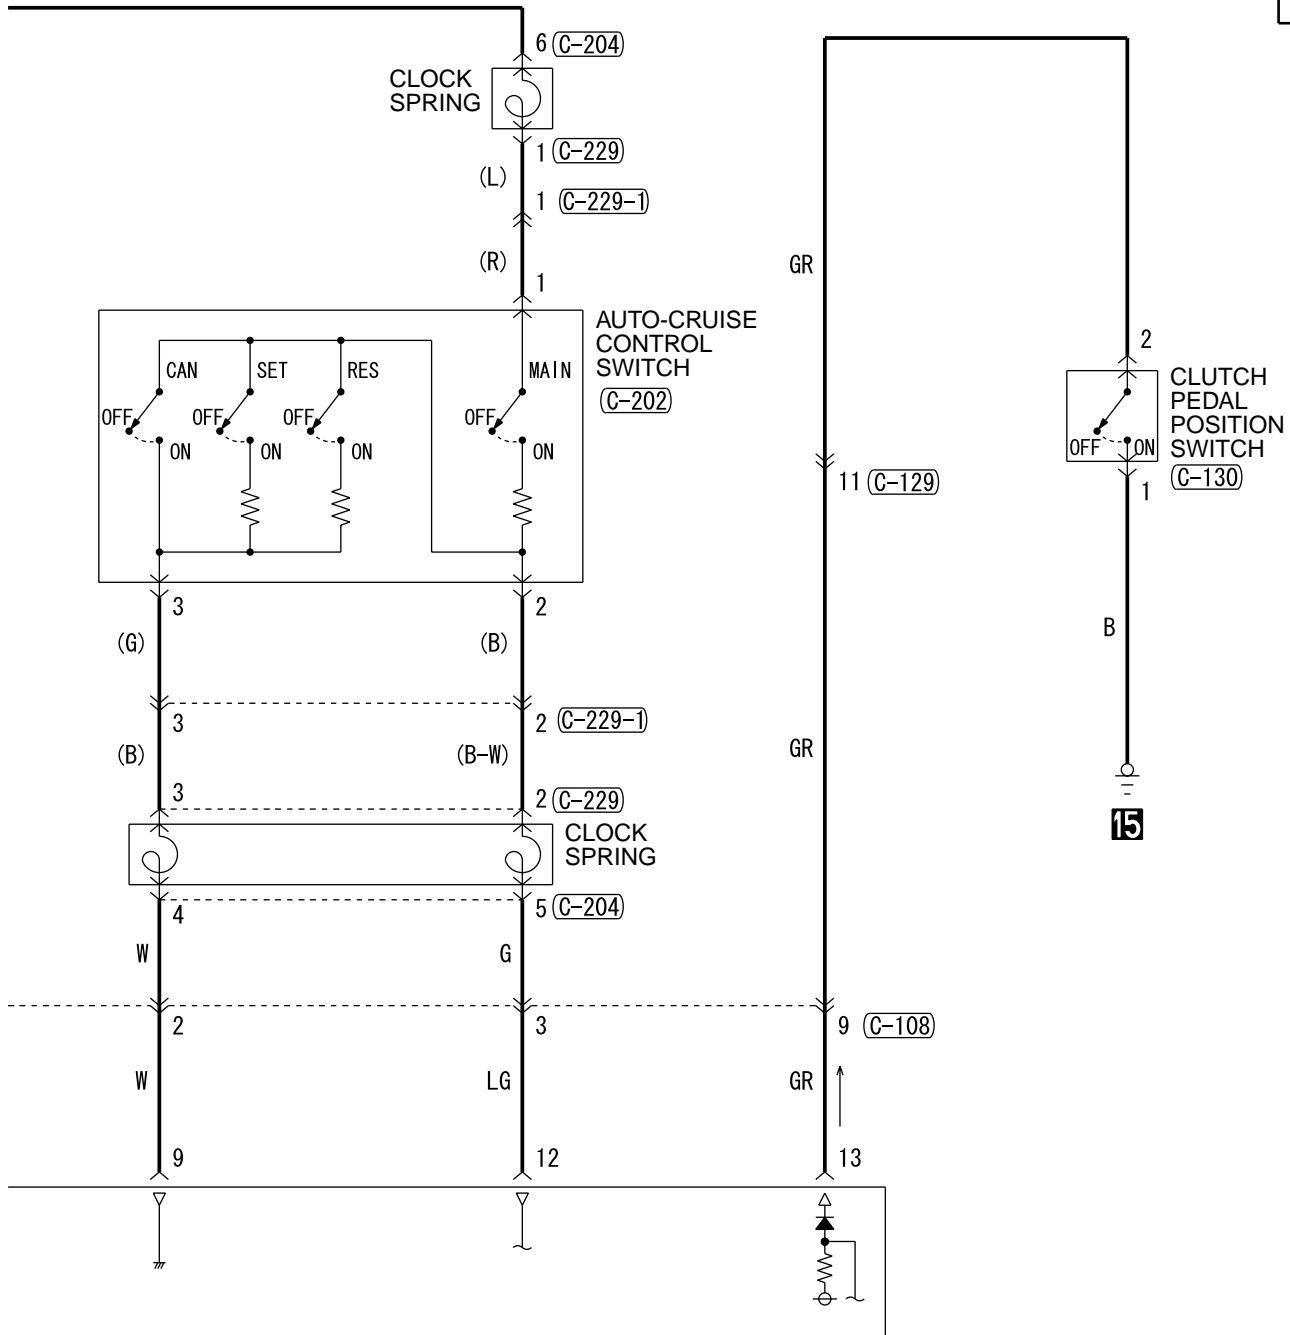 6 C-204
CLOCK
SPRING
1 C-229
(L)
1 C-229-1
(R)
1
GR
AUTO-CRUISE
CONTROL
SWITCH
C-202
CAN
SET
RES
MAIN
OFF
OFF
OFF
OFF
ON
ON
ON
ON
2
CLUTCH
PEDAL
POSITION
SWITCH
C-130
OFF
ON
1
11 C-129
3
2
(G)
(B)
B
3
2 C-229-1
(B)
(B-W)
GR
3
2 C-229
CLOCK
SPRING
15
4
5 C-204
W
G
2
3
9 C-108
W
LG
GR
9
12
13